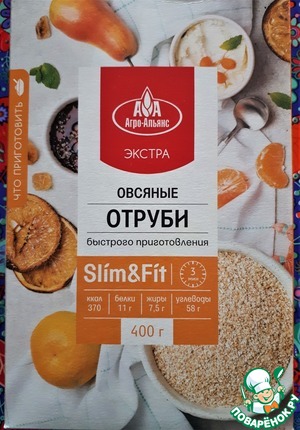 ЧТО ПРИГОТОВИТЬ
АА
Агро-Альянс
ЭКСТРА
ОВСЯНЫЕ
ОТРУБИ
быстрого приготовления
Slim&Fit
3
ккал белки жиры углеводы
370 11 г 7,5 г 58 г
400 г
ПОВАРЁНОК.РУ